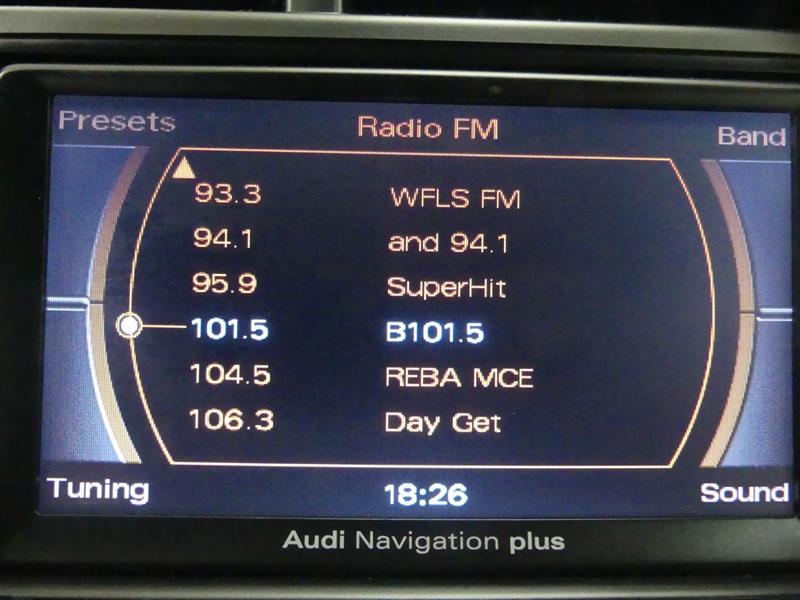 Presets Radio FM Band
93.3 WFLS FM
94.1 and 94.1
95.9 SuperHit
101.5 B101.5
104.5 REBA MCE
106.3 Day Get
Tuning 18:26 Sound
Audi Navigation plus